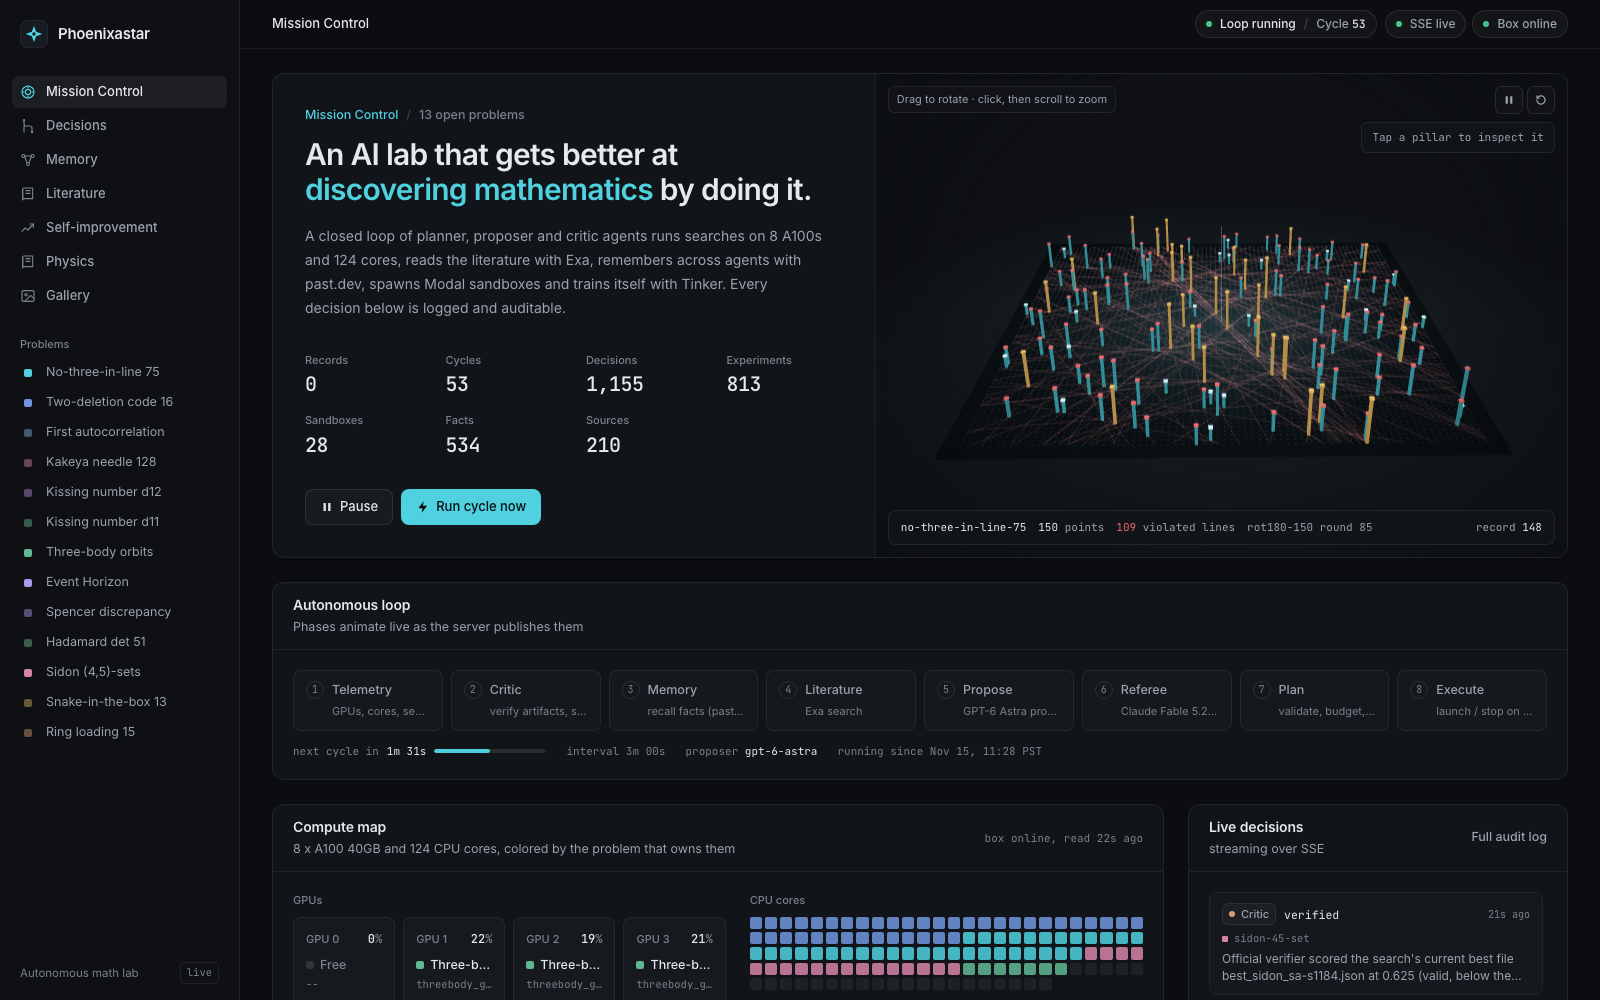 Phoenixastar
Mission Control
Decisions
Memory
Literature
Self-improvement
Physics
Gallery
Problems
No-three-in-line 75
Two-deletion code 16
First autocorrelation
Kakeya needle 128
Kissing number d12
Kissing number d11
Three-body orbits
Event Horizon
Spencer discrepancy
Hadamard det 51
Sidon (4,5)-sets
Snake-in-the-box 13
Ring loading 15
Autonomous math lab live
Mission Control
Loop running / Cycle 53
SSE live
Box online
Mission Control / 13 open problems
An AI lab that gets better at
discovering mathematics by doing it.
A closed loop of planner, proposer and critic agents runs searches on 8 A100s
and 124 cores, reads the literature with Exa, remembers across agents with
past.dev, spawns Modal sandboxes and trains itself with Tinker. Every
decision below is logged and auditable.
Records Cycles Decisions Experiments
0 53 1,155 813
Sandboxes Facts Sources
28 534 210
Pause
Run cycle now
Drag to rotate · click, then scroll to zoom
Tap a pillar to inspect it
no-three-in-line-75 150 points 109 violated lines rot180-150 round 85 record 148
Autonomous loop
Phases animate live as the server publishes them
1 Telemetry
GPUs, cores, se…
2 Critic
verify artifacts, s…
3 Memory
recall facts (past…
4 Literature
Exa search
5 Propose
GPT-6 Astra pro…
6 Referee
Claude Fable 5.2…
7 Plan
validate, budget,…
8 Execute
launch / stop on …
next cycle in 1m 31s interval 3m 00s proposer gpt-6-astra running since Nov 15, 11:28 PST
Compute map
8 x A100 40GB and 124 CPU cores, colored by the problem that owns them
box online, read 22s ago
GPUs
GPU 0 0%
Free
--
GPU 1 22%
Three-b…
threebody_g…
GPU 2 19%
Three-b…
threebody_g…
GPU 3 21%
Three-b…
threebody_g…
CPU cores
Live decisions
streaming over SSE
Full audit log
Critic verified 21s ago
sidon-45-set
Official verifier scored the search's current best file
best_sidon_sa-s1184.json at 0.625 (valid, below the…